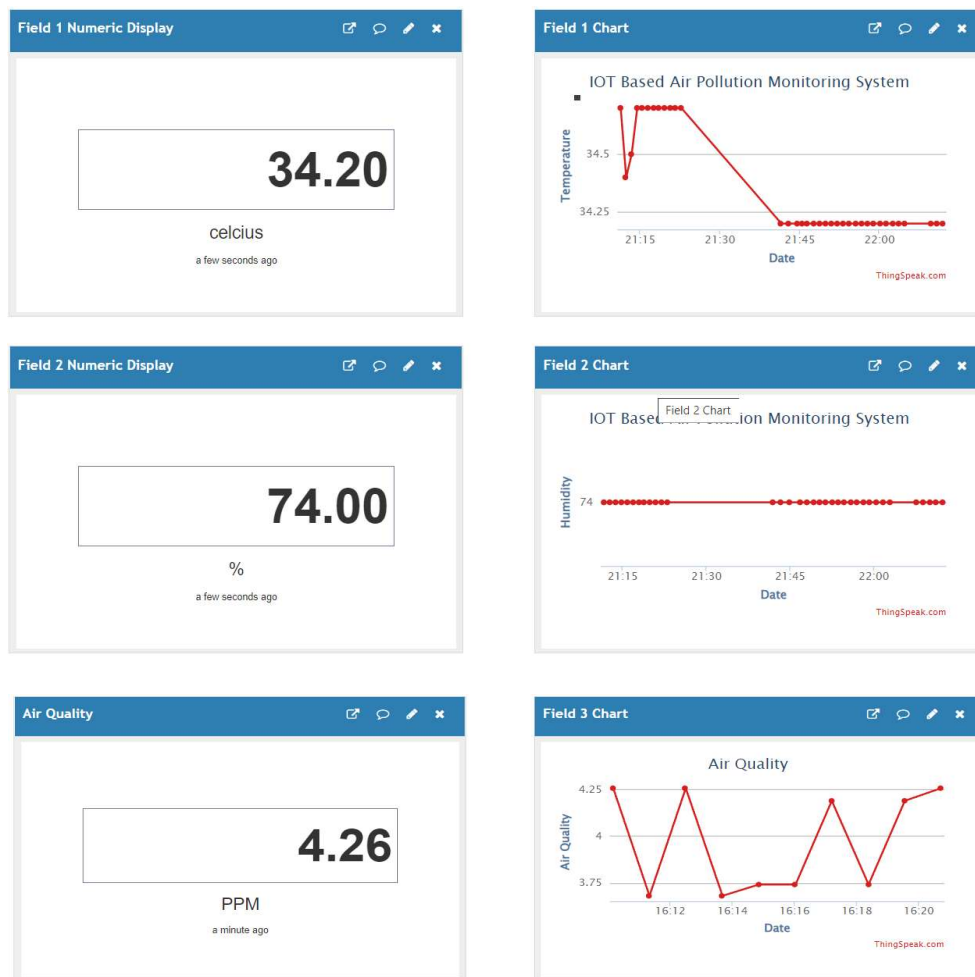 Field 1 Numeric Display
34.20
celcius
a few seconds ago
Field 1 Chart
IOT Based Air Pollution Monitoring System
Temperature
34.5
34.25
21:15 21:30 21:45 22:00
Date
ThingSpeak.com
Field 2 Numeric Display
74.00
%
a few seconds ago
Field 2 Chart
Field 2 Chart
IOT Based ion Monitoring System
Humidity
74
21:15 21:30 21:45 22:00
Date
ThingSpeak.com
Air Quality
4.26
PPM
a minute ago
Field 3 Chart
Air Quality
Air Quality
4.25
4
3.75
16:12 16:14 16:16 16:18 16:20
Date
ThingSpeak.com